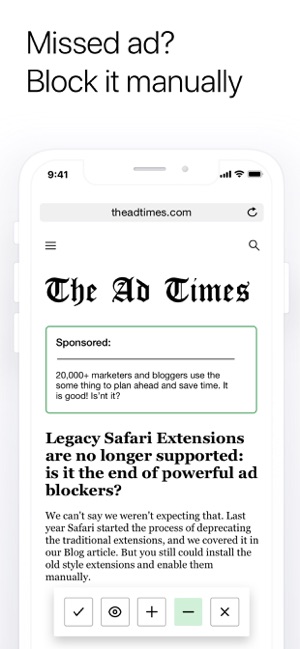 Missed ad?
Block it manually
9:41
theadtimes.com
The Ad Times
Sponsored:
20,000+ marketers and bloggers use the
some thing to plan ahead and save time. It
is good! Is'nt it?
Legacy Safari Extensions
are no longer supported:
is it the end of powerful ad
blockers?
We can't say we weren't expecting that. Last
year Safari started the process of deprecating
the traditional extensions, and we covered it in
our Blog article. But you still could install the
old style extensions and enable them
manually.